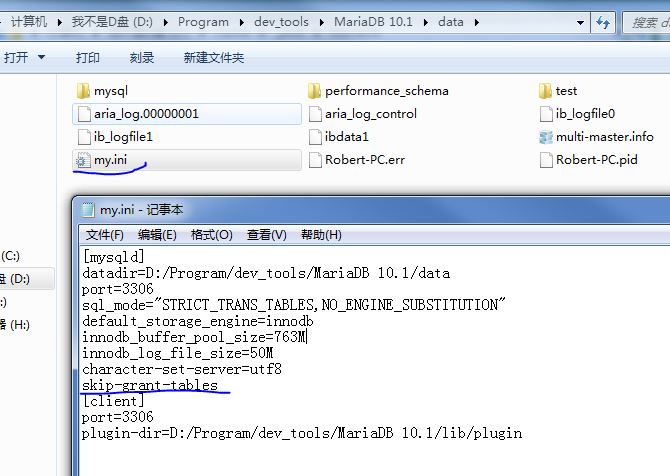 计算机 ▸ 我不是D盘 (D:) ▸ Program ▸ dev_tools ▸ MariaDB 10.1 ▸ data ▸
搜索
打开 打印 刻录 新建文件夹
mysql performance_schema test
aria_log.00000001 aria_log_control ib_logfile0
ib_logfile1 ibdata1 multi-master.info
my.ini Robert-PC.err Robert-PC.pid
my.ini - 记事本
文件(F) 编辑(E) 格式(O) 查看(V) 帮助(H)
[mysqld]
datadir=D:/Program/dev_tools/MariaDB 10.1/data
port=3306
sql_mode="STRICT_TRANS_TABLES,NO_ENGINE_SUBSTITUTION"
default_storage_engine=innodb
innodb_buffer_pool_size=763M
innodb_log_file_size=50M
character-set-server=utf8
skip-grant-tables
[client]
port=3306
plugin-dir=D:/Program/dev_tools/MariaDB 10.1/lib/plugin
(C:)
盘 (D:)
器 (H:)